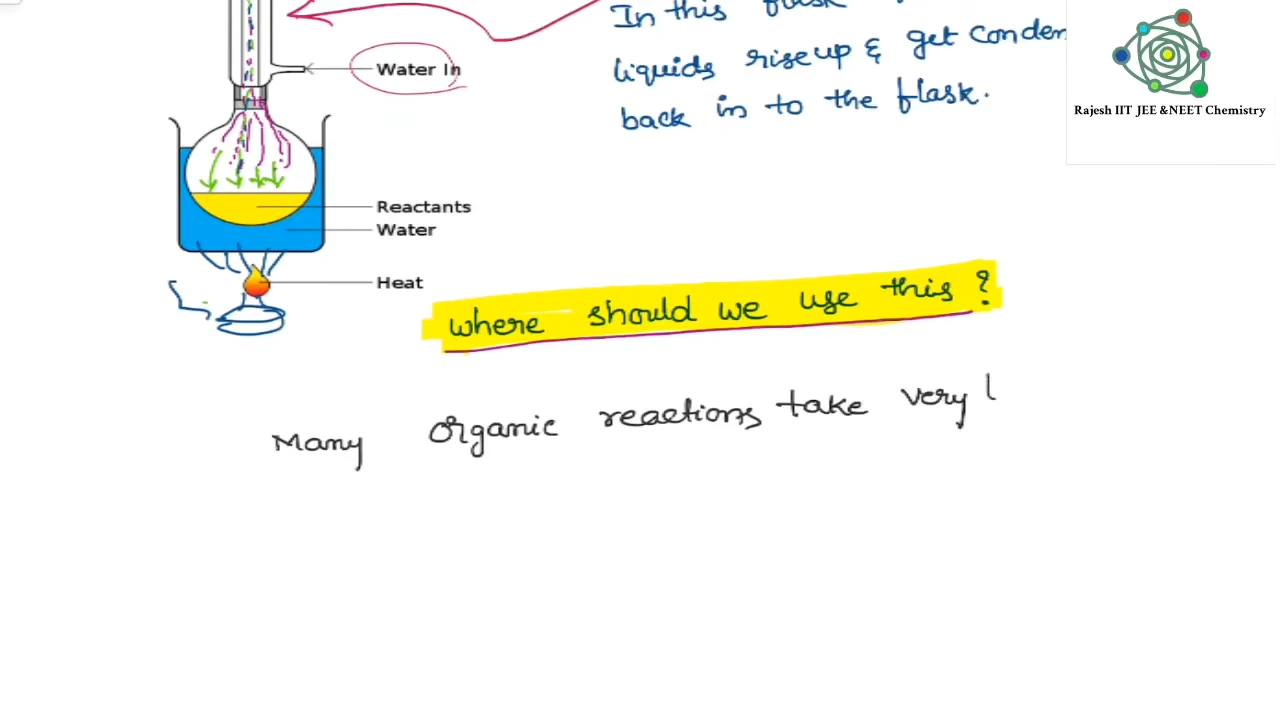 In this
liquids rise up & get conden
back in to the flask.
Rajesh IIT JEE &NEET Chemistry
Water In
Reactants
Water
Heat
where should we use this?
Many organic reactions take very l